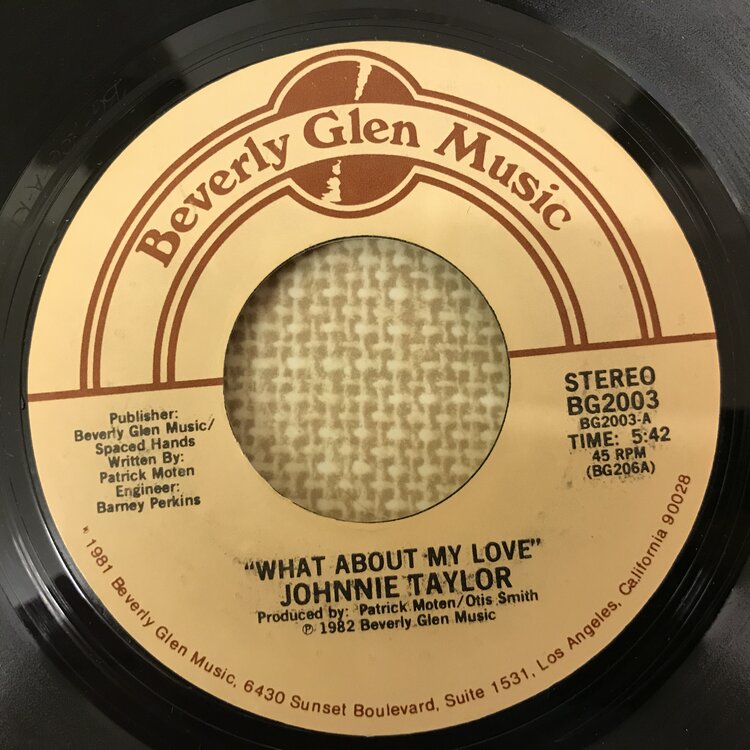 Beverly Glen Music
Publisher:
Beverly Glen Music/
Spaced Hands
Written By:
Patrick Moten
Engineer:
Barney Perkins
STEREO
BG2003
BG2003-A
TIME: 5:42
45 RPM
(BG206A)
"WHAT ABOUT MY LOVE"
JOHNNIE TAYLOR
Produced by: Patrick Moten/Otis Smith
℗ 1982 Beverly Glen Music
* 1981 Beverly Glen Music, 6430 Sunset Boulevard, Suite 1531, Los Angeles, California 90028